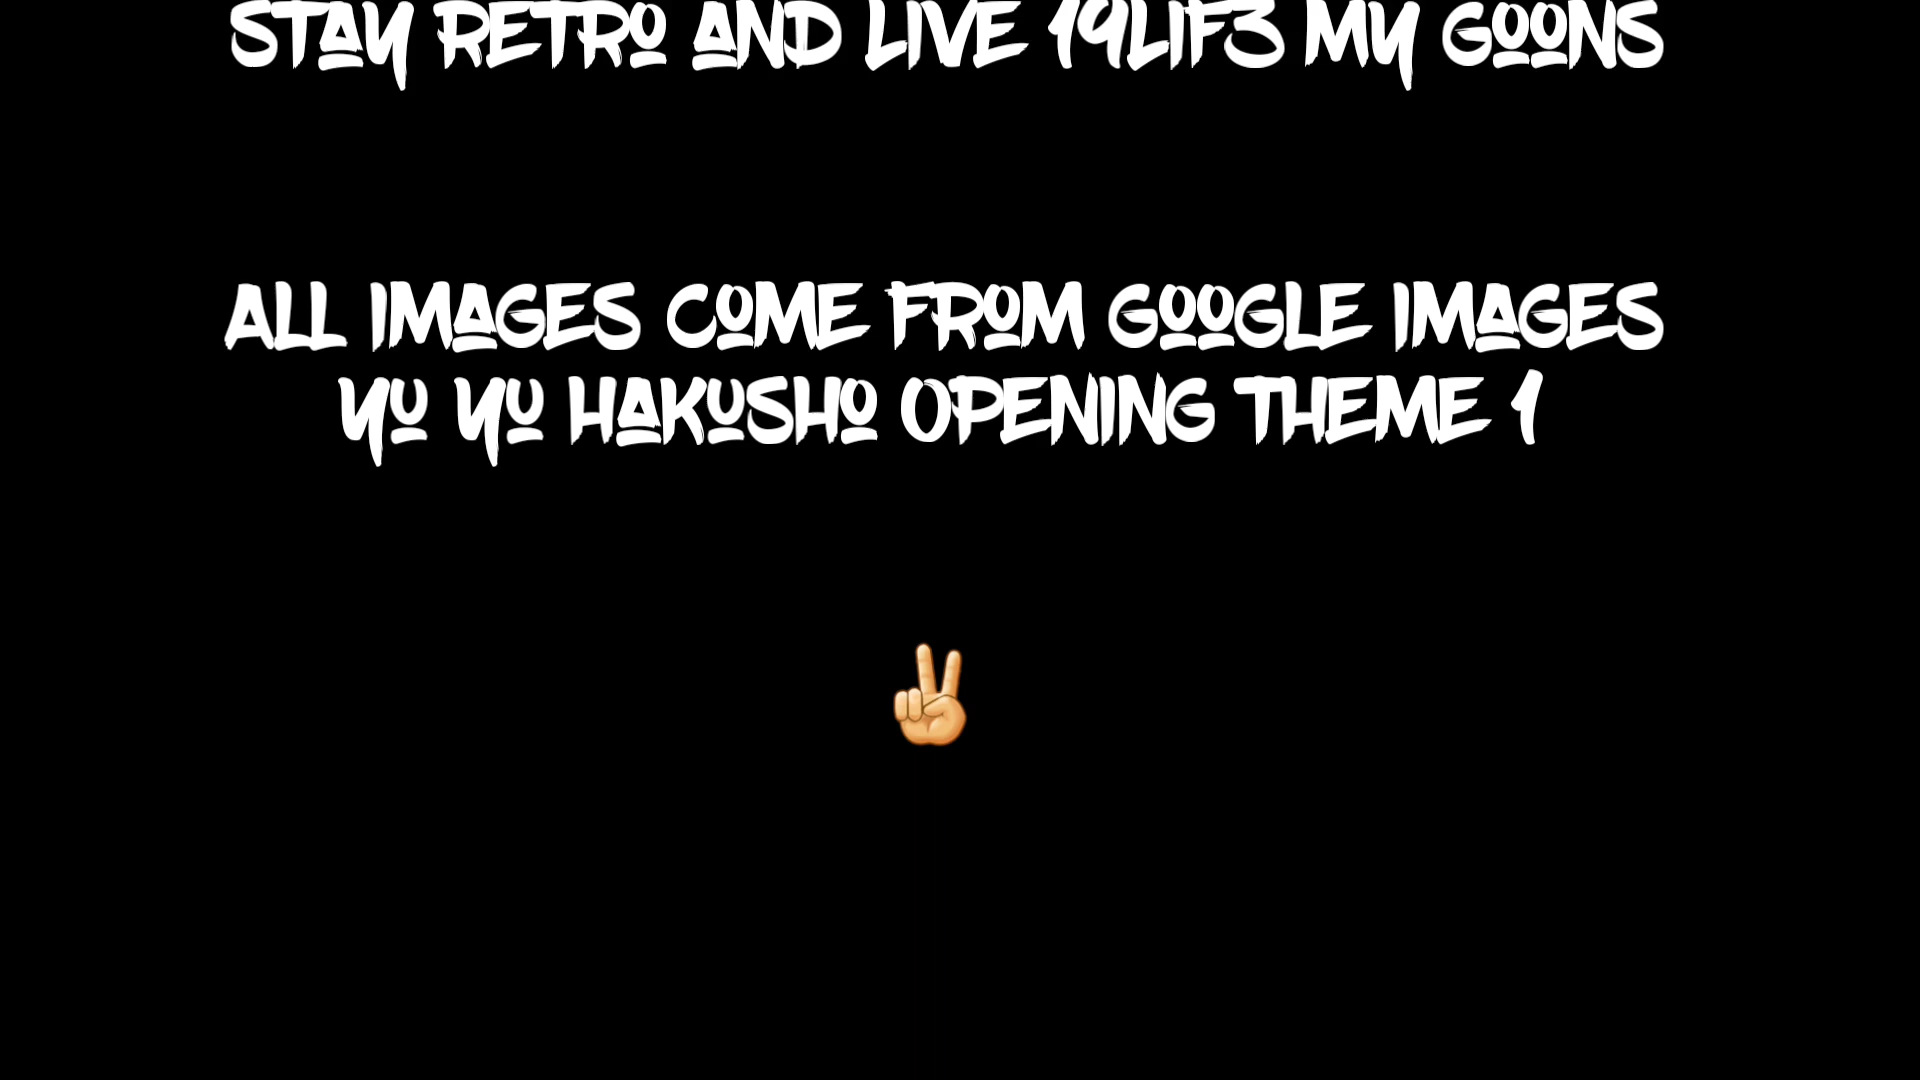 STAY RETRO AND LIVE 19LIF3 MY GOONS
ALL IMAGES COME FROM GOOGLE IMAGES
YU YU HAKUSHO OPENING THEME 1